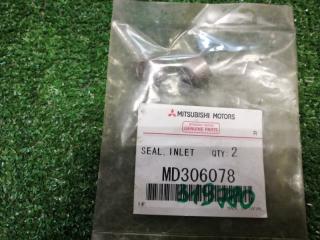 MITSUBISHI MOTORS
GENUINE PARTS
R
SEAL, INLET QTY: 2
MD306078